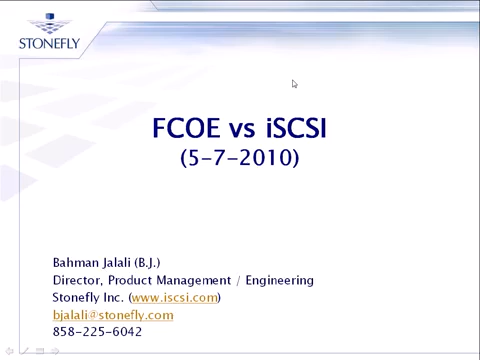 STONEFLY
FCOE vs iSCSI
(5-7-2010)
Bahman Jalali (B.J.)
Director, Product Management / Engineering
Stonefly Inc. (www.iscsi.com)
bjalali@stonefly.com
858-225-6042